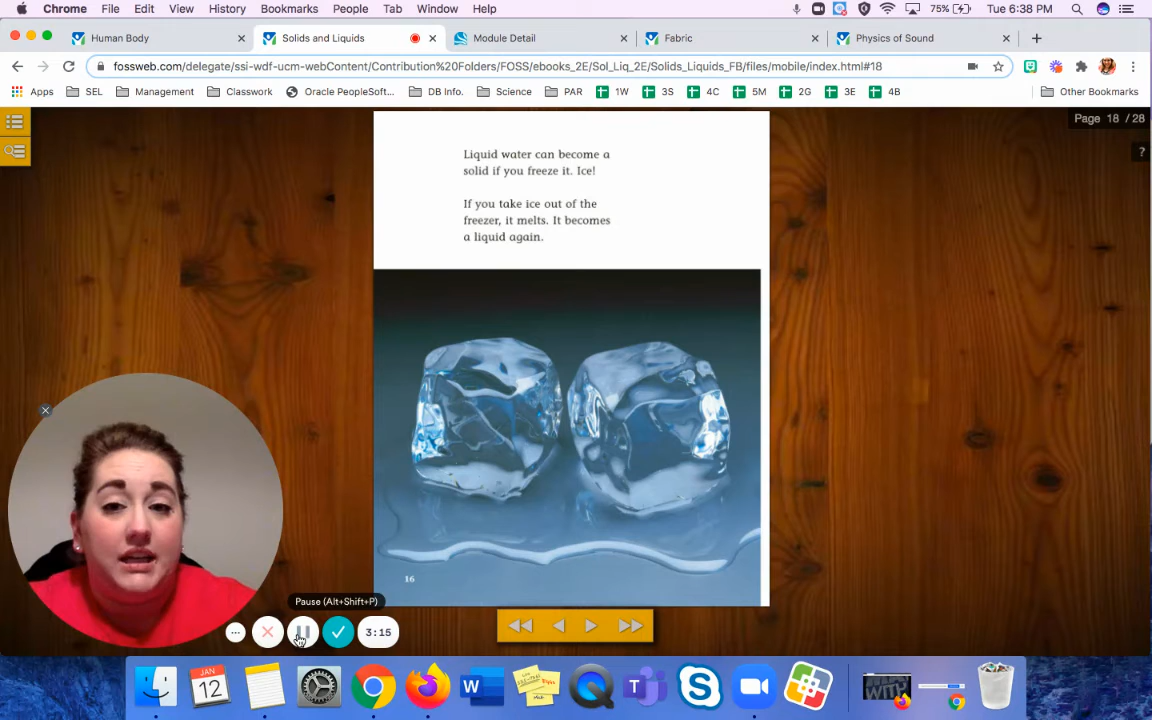 Chrome File Edit View History Bookmarks People Tab Window Help 75% Tue 6:38 PM
Human Body Solids and Liquids Module Detail Fabric Physics of Sound
fossweb.com/delegate/ssi-wdf-ucm-webContent/Contribution%20Folders/FOSS/ebooks_2E/Sol_Liq_2E/Solids_Liquids_FB/files/mobile/index.html#18
Apps SEL Management Classwork Oracle PeopleSoft... DB Info. Science PAR 1W 3S 4C 5M 2G 3E 4B Other Bookmarks
Page 18 / 28
?
Liquid water can become a
solid if you freeze it. Ice!
If you take ice out of the
freezer, it melts. It becomes
a liquid again.
16
Pause (Alt+Shift+P)
3:15
JAN
12
W
T
S